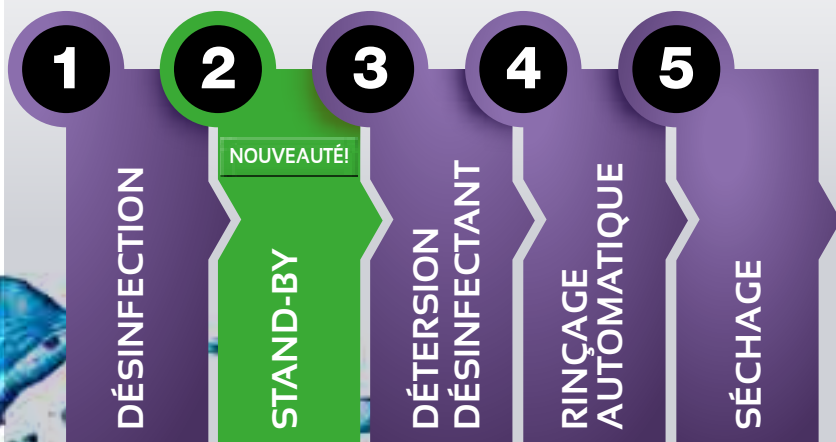 1
DÉSINFECTION
2
NOUVEAUTÉ!
STAND-BY
3
DÉTERSION
DÉSINFECTANT
4
RINÇAGE
AUTOMATIQUE
5
SÉCHAGE